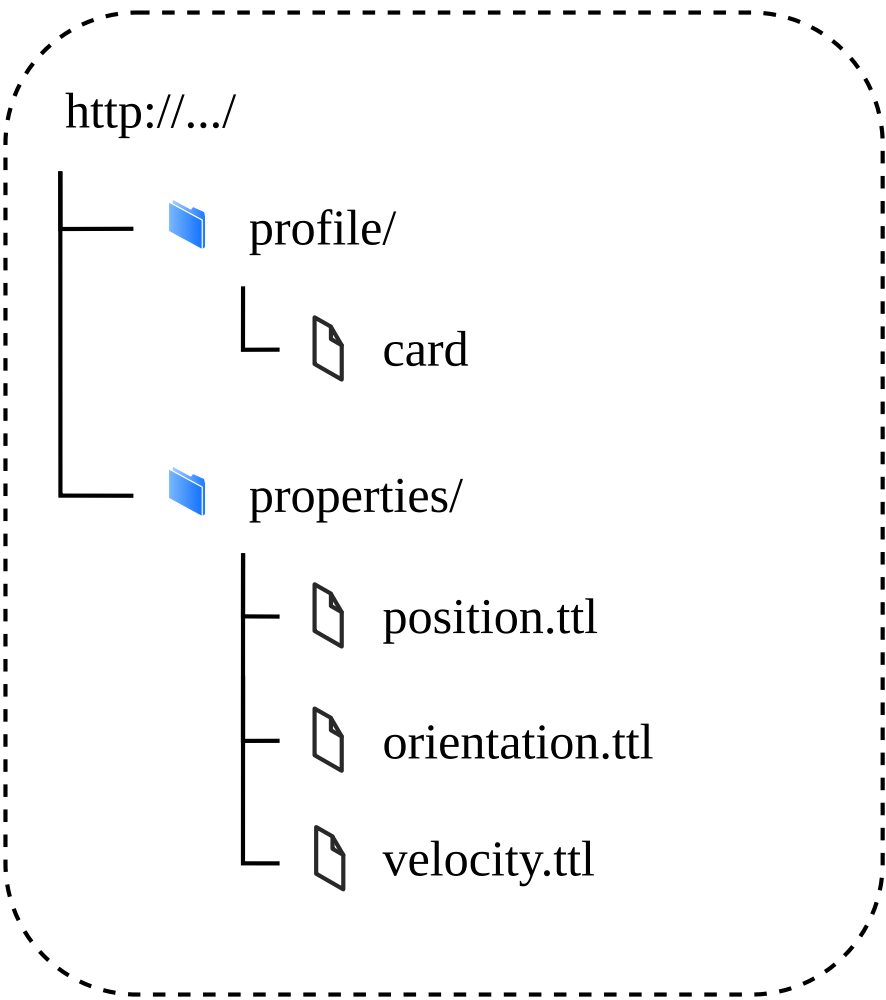 http://.../
profile/
card
properties/
position.ttl
orientation.ttl
velocity.ttl